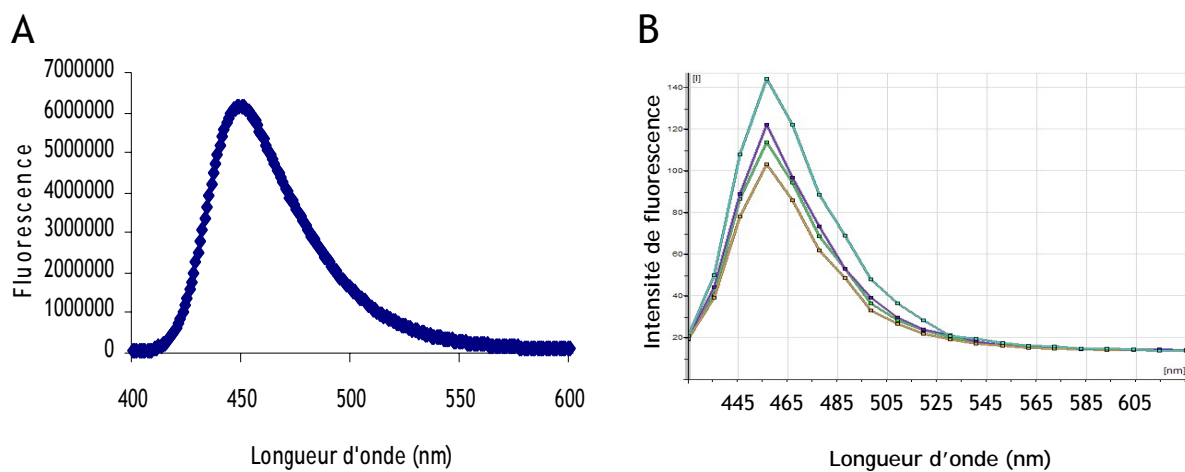 A
7000000
6000000
5000000
4000000
3000000
2000000
1000000
0
Fluorescence
400 450 500 550 600
Longueur d'onde (nm)
B
[I]
140
120
100
80
60
40
20
Intensité de fluorescence
[nm]
445 465 485 505 525 545 565 585 605
Longueur d’onde (nm)